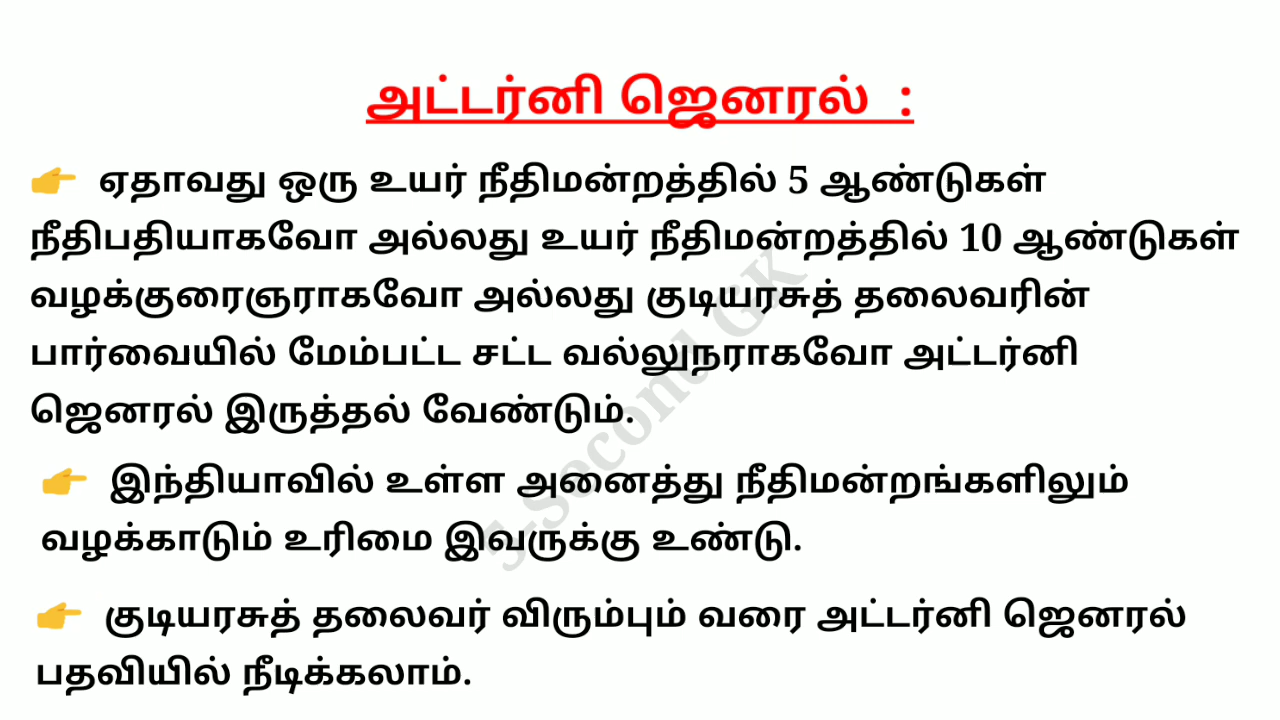 அட்டர்னி ஜெனரல் :
👉 ஏதாவது ஒரு உயர் நீதிமன்றத்தில் 5 ஆண்டுகள்
நீதிபதியாகவோ அல்லது உயர் நீதிமன்றத்தில் 10 ஆண்டுகள்
வழக்குரைஞராகவோ அல்லது குடியரசுத் தலைவரின்
பார்வையில் மேம்பட்ட சட்ட வல்லுநராகவோ அட்டர்னி
ஜெனரல் இருத்தல் வேண்டும்.
👉 இந்தியாவில் உள்ள அனைத்து நீதிமன்றங்களிலும்
வழக்காடும் உரிமை இவருக்கு உண்டு.
👉 குடியரசுத் தலைவர் விரும்பும் வரை அட்டர்னி ஜெனரல்
பதவியில் நீடிக்கலாம்.
5-Second GK